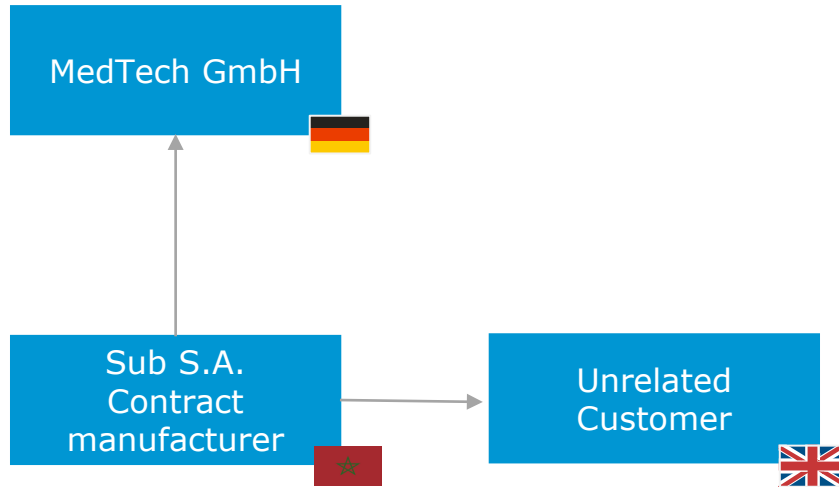 MedTech GmbH
Sub S.A.
Contract
manufacturer
Unrelated
Customer